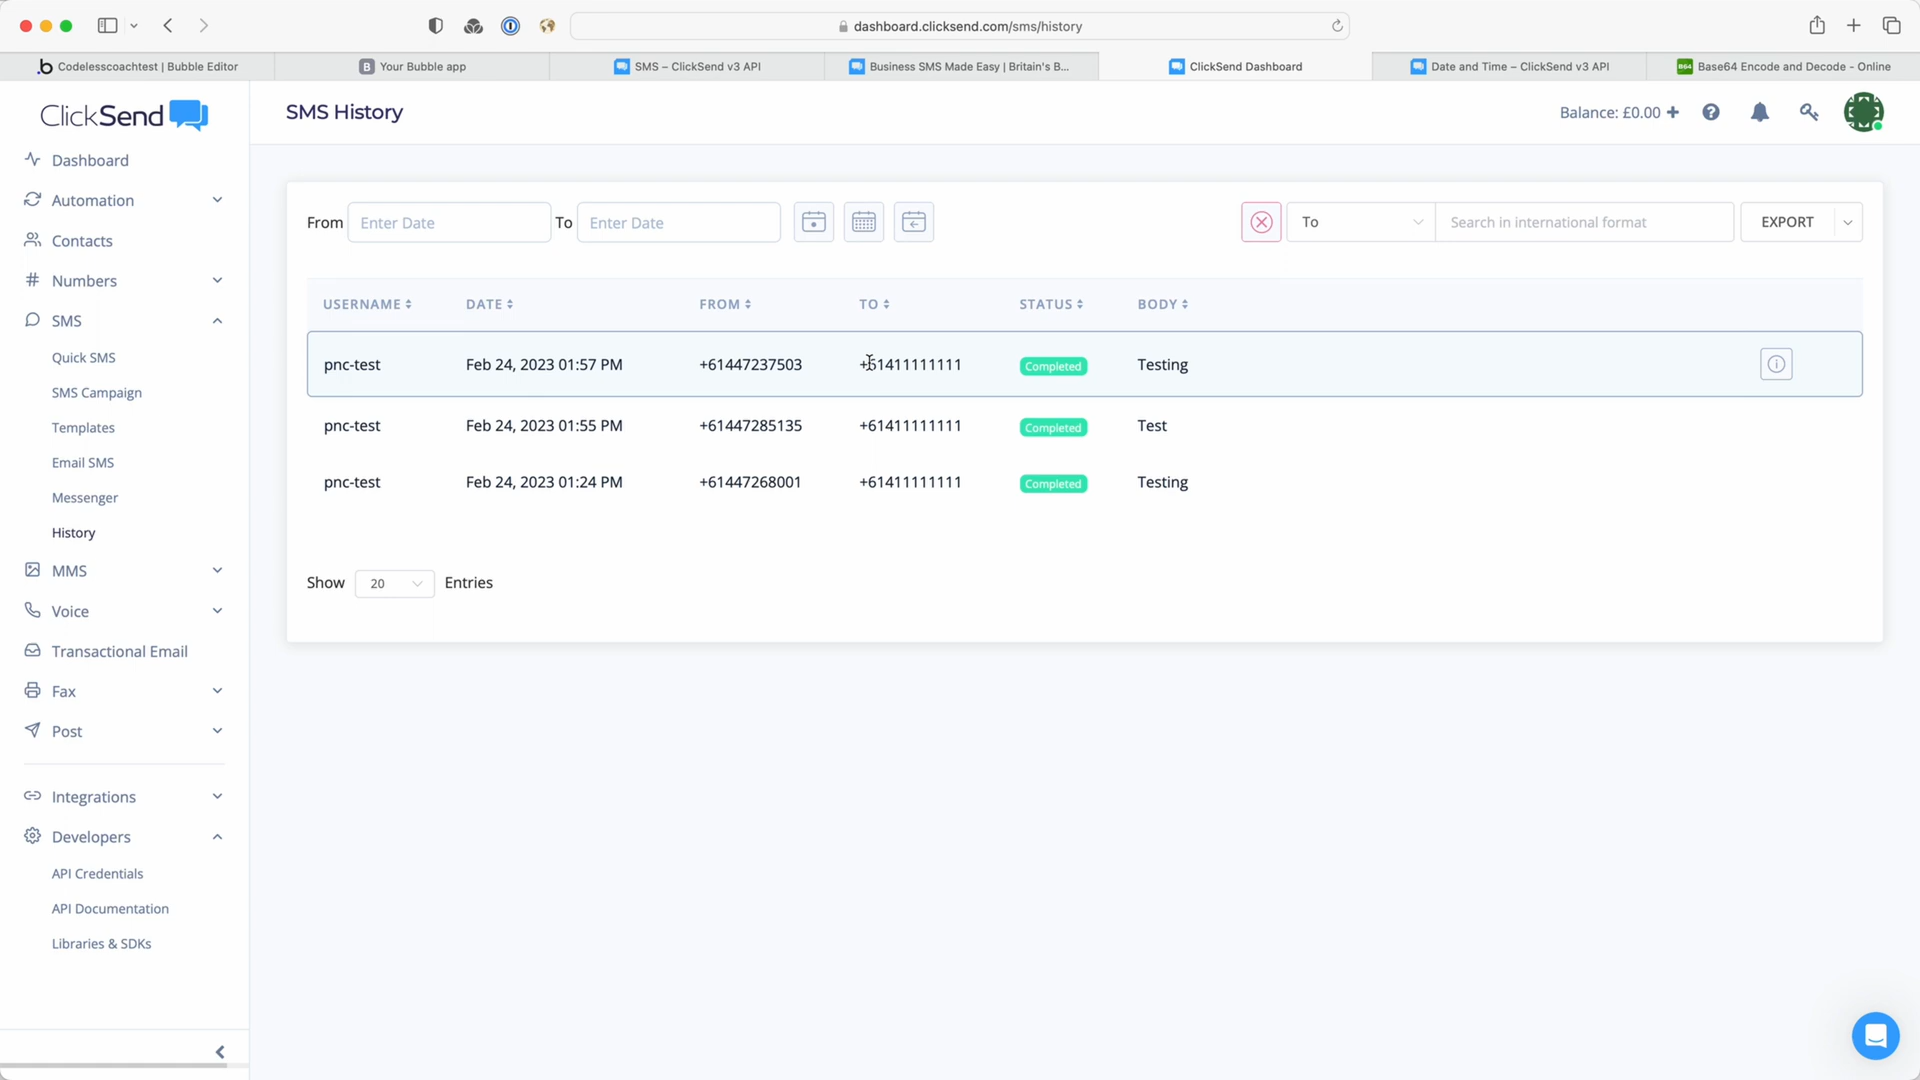 dashboard.clicksend.com/sms/history
b Codelesscoachtest | Bubble Editor
B Your Bubble app
SMS – ClickSend v3 API
Business SMS Made Easy | Britain's B...
ClickSend Dashboard
Date and Time – ClickSend v3 API
B64 Base64 Encode and Decode - Online
ClickSend
SMS History
Balance: £0.00 +
Dashboard
Automation
Contacts
# Numbers
SMS
Quick SMS
SMS Campaign
Templates
Email SMS
Messenger
History
MMS
Voice
Transactional Email
Fax
Post
Integrations
Developers
API Credentials
API Documentation
Libraries & SDKs
From Enter Date To Enter Date
To Search in international format EXPORT
USERNAME DATE FROM TO STATUS BODY
pnc-test Feb 24, 2023 01:57 PM +61447237503 +61411111111 Completed Testing
pnc-test Feb 24, 2023 01:55 PM +61447285135 +61411111111 Completed Test
pnc-test Feb 24, 2023 01:24 PM +61447268001 +61411111111 Completed Testing
Show 20 Entries